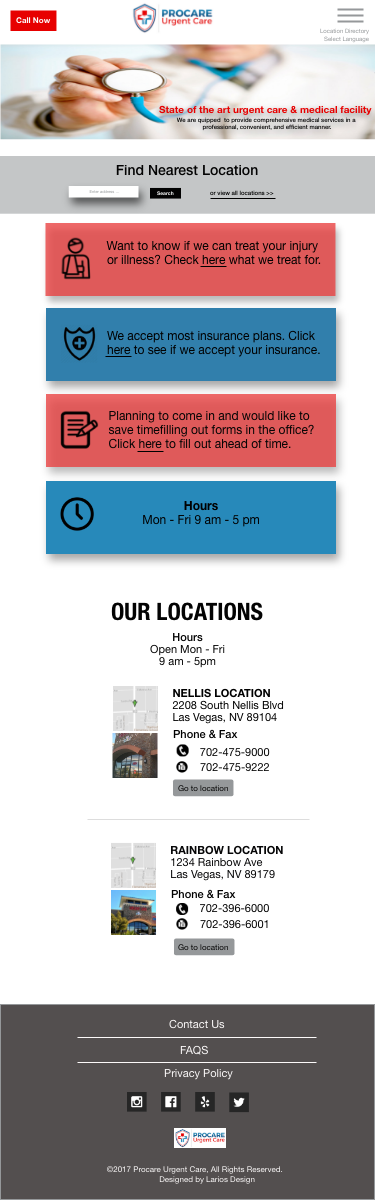 Call Now
PROCARE
Urgent Care
Location Directory
Select Language
State of the art urgent care & medical facility
We are quipped to provide comprehensive medical services in a
professional, convenient, and efficient manner.
Find Nearest Location
Enter address ...
Search
or view all locations >>
Want to know if we can treat your injury
or illness? Check here what we treat for.
We accept most insurance plans. Click
here to see if we accept your insurance.
Planning to come in and would like to
save timefilling out forms in the office?
Click here to fill out ahead of time.
Hours
Mon - Fri 9 am - 5 pm
OUR LOCATIONS
Hours
Open Mon - Fri
9 am - 5pm
NELLIS LOCATION
2208 South Nellis Blvd
Las Vegas, NV 89104
Phone & Fax
702-475-9000
702-475-9222
Go to location
RAINBOW LOCATION
1234 Rainbow Ave
Las Vegas, NV 89179
Phone & Fax
702-396-6000
702-396-6001
Go to location
Contact Us
FAQS
Privacy Policy
PROCARE
Urgent Care
©2017 Procare Urgent Care, All Rights Reserved.
Designed by Larios Design